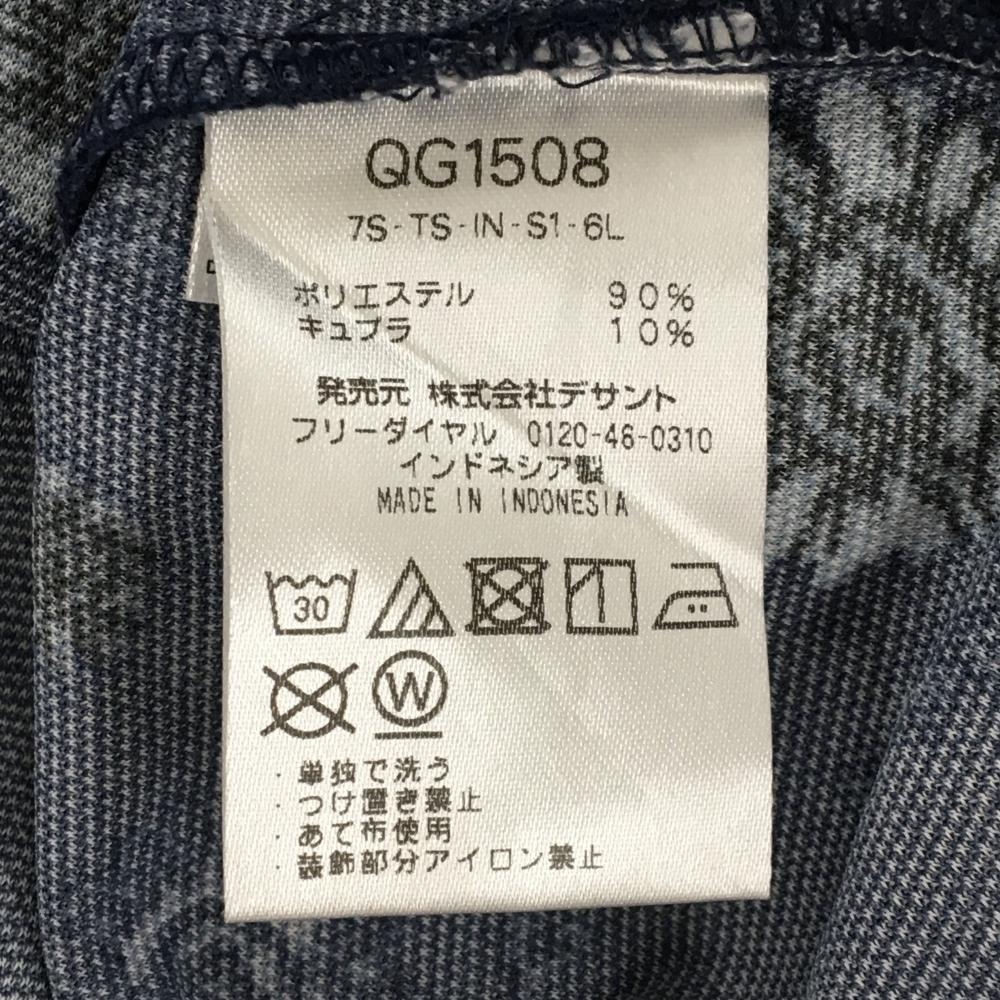 QG1508
7S-TS-IN-S1-6L
ポリエステル 90%
キュプラ 10%
発売元 株式会社デサント
フリーダイヤル 0120-46-0310
インドネシア製
MADE IN INDONESIA
30
W
・単独で洗う
・つけ置き禁止
・あて布使用
・装飾部分アイロン禁止